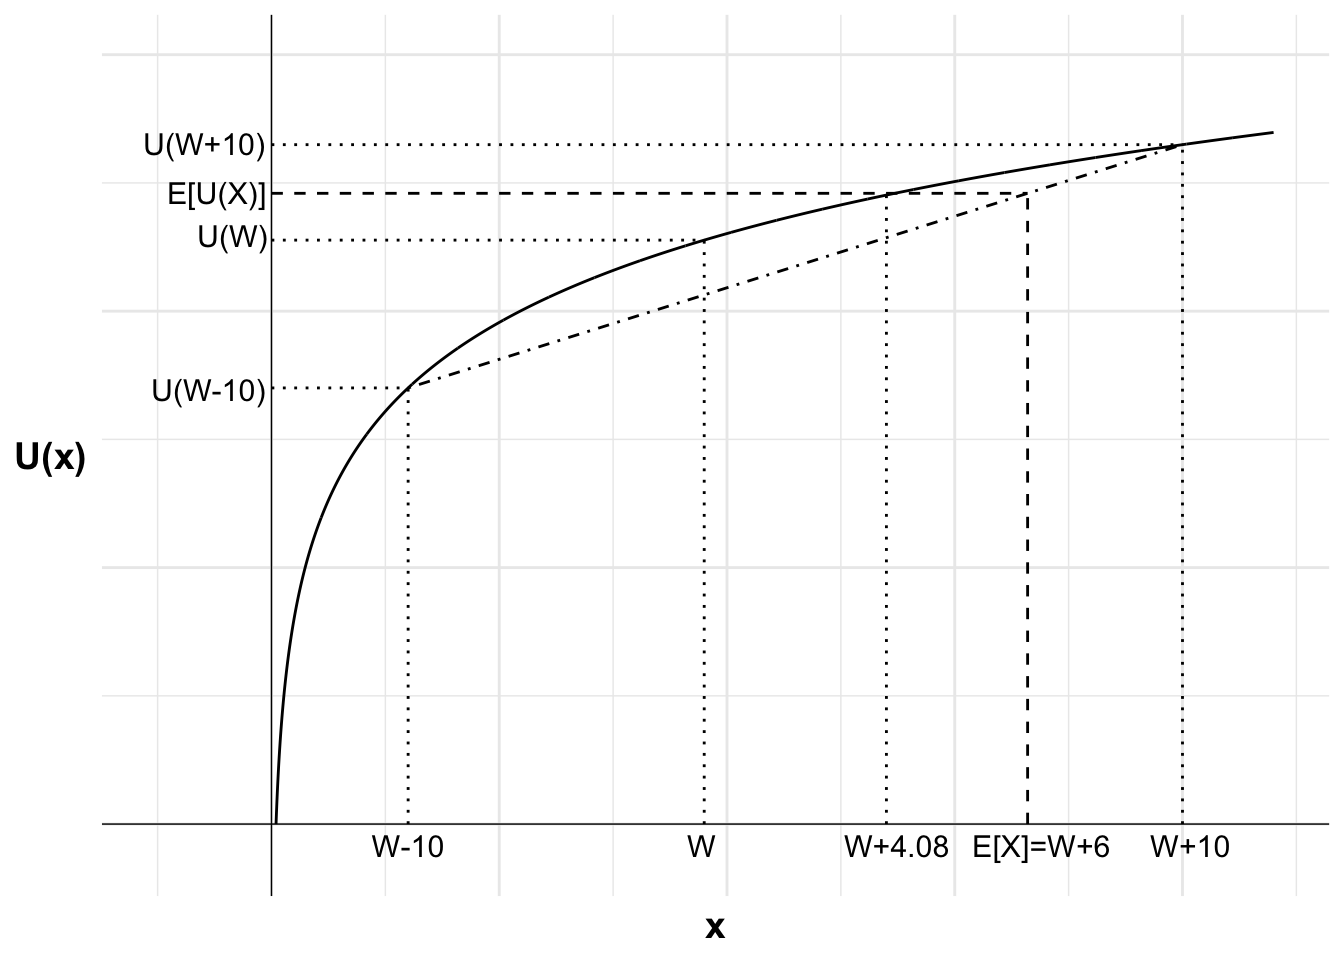 U(W+10)
E[U(X)]
U(W)
U(W-10)
U(x)
W-10
W
W+4.08
E[X]=W+6
W+10
x